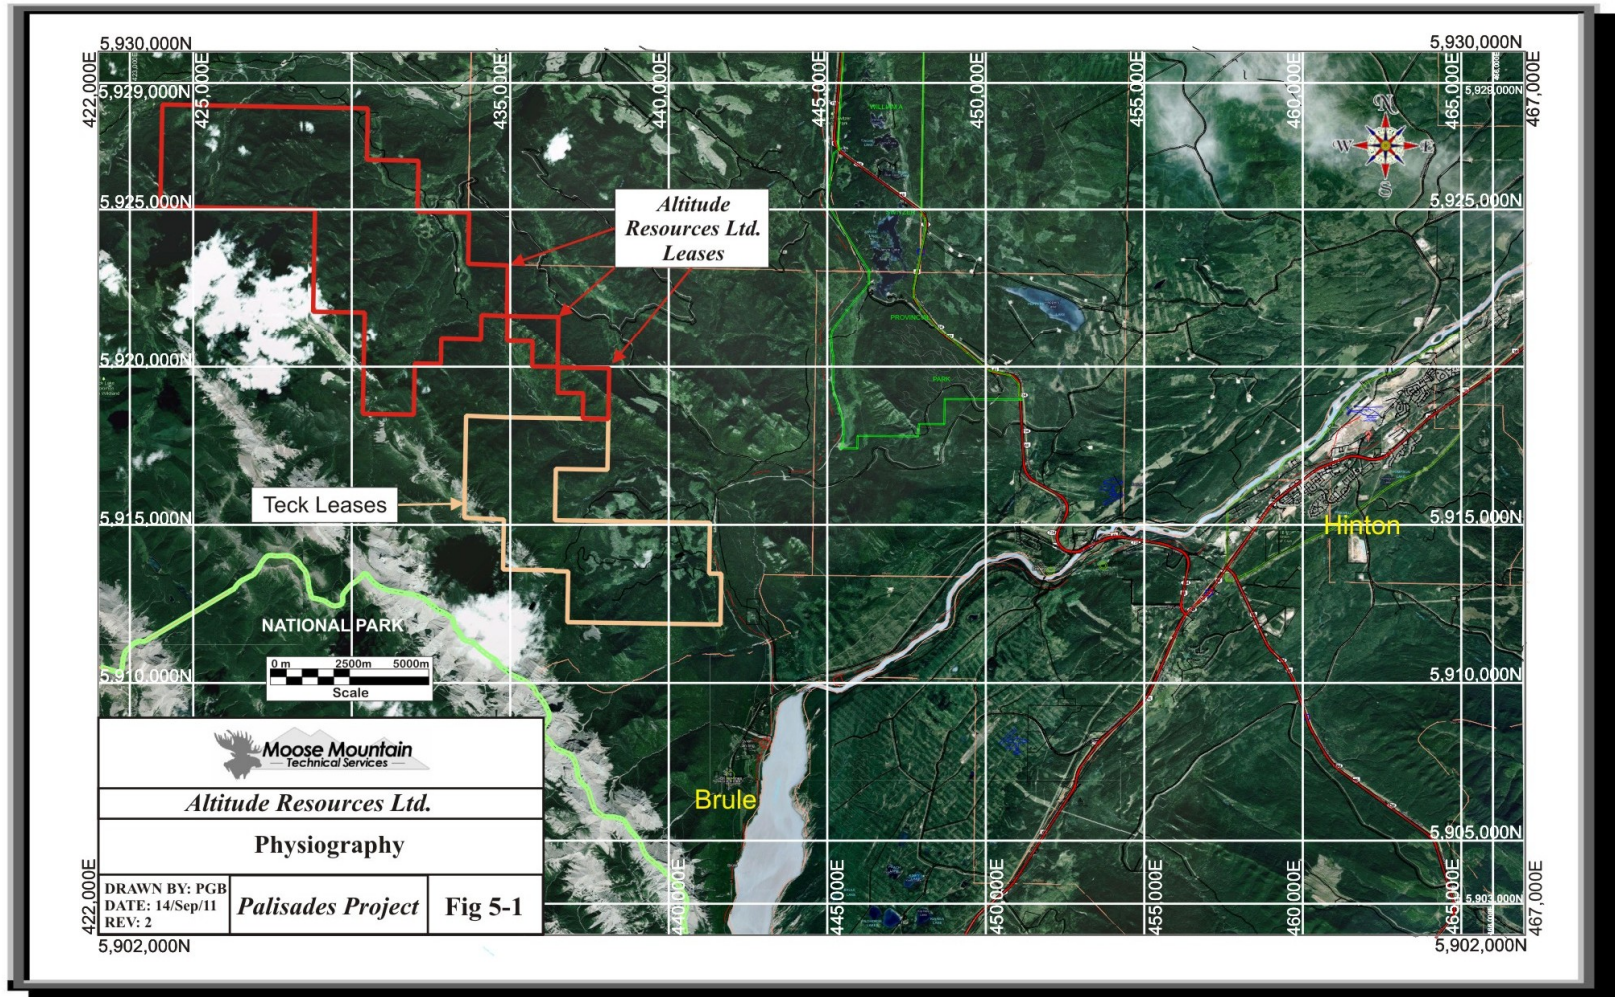 5,930,000N
5,930,000N
422,000E
425,000E
435,000E
440,000E
445,000E
450,000E
455,000E
460,000E
465,000E
467,000E
5,929,000N
5,929,000N
WILLMORE
N
W
E
S
5,925,000N
5,925,000N
Altitude
Resources Ltd.
Leases
PROVINCIAL
5,920,000N
5,920,000N
PARK
Teck Leases
5,915,000N
5,915,000N
Hinton
NATIONAL PARK
0 m 2500m 5000m
Scale
5,910,000N
5,910,000N
Moose Mountain
Technical Services
Altitude Resources Ltd.
Brule
Physiography
5,905,000N
DRAWN BY: PGB
DATE: 14/Sep/11
REV: 2
Palisades Project
Fig 5-1
422,000E
440,000E
445,000E
450,000E
455,000E
460,000E
465,000E
467,000E
5,903,000N
5,902,000N
5,902,000N